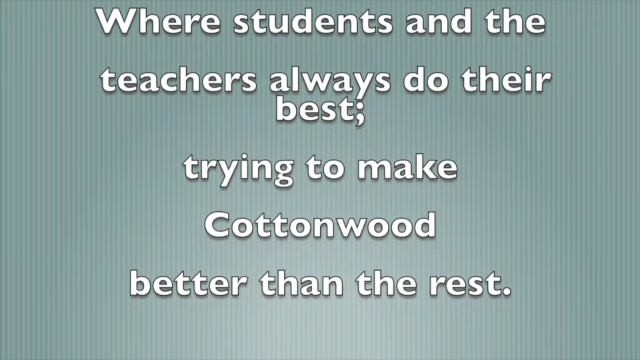 Where students and the
teachers always do their
best;
trying to make
Cottonwood
better than the rest.